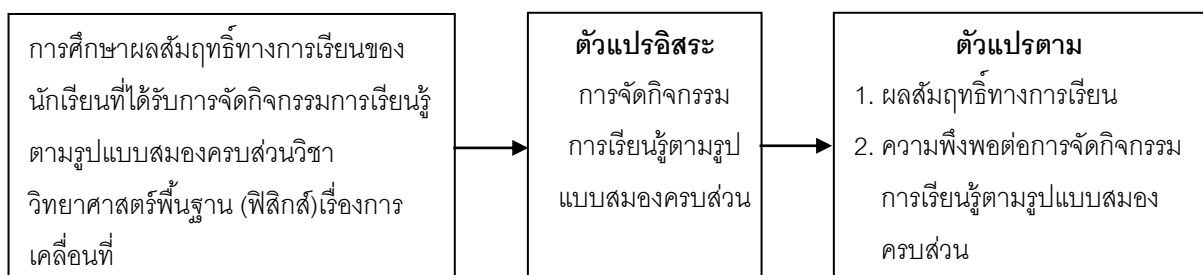 การศึกษาผลสัมฤทธิ์ทางการเรียนของ
นักเรียนที่ได้รับการจัดกิจกรรมการเรียนรู้
ตามรูปแบบสมองครบส่วนวิชา
วิทยาศาสตร์พื้นฐาน (ฟิสิกส์)เรื่องการ
เคลื่อนที่
ตัวแปรอิสระ
การจัดกิจกรรม
การเรียนรู้ตามรูป
แบบสมองครบส่วน
ตัวแปรตาม
1. ผลสัมฤทธิ์ทางการเรียน
2. ความพึงพอต่อการจัดกิจกรรม
การเรียนรู้ตามรูปแบบสมอง
ครบส่วน